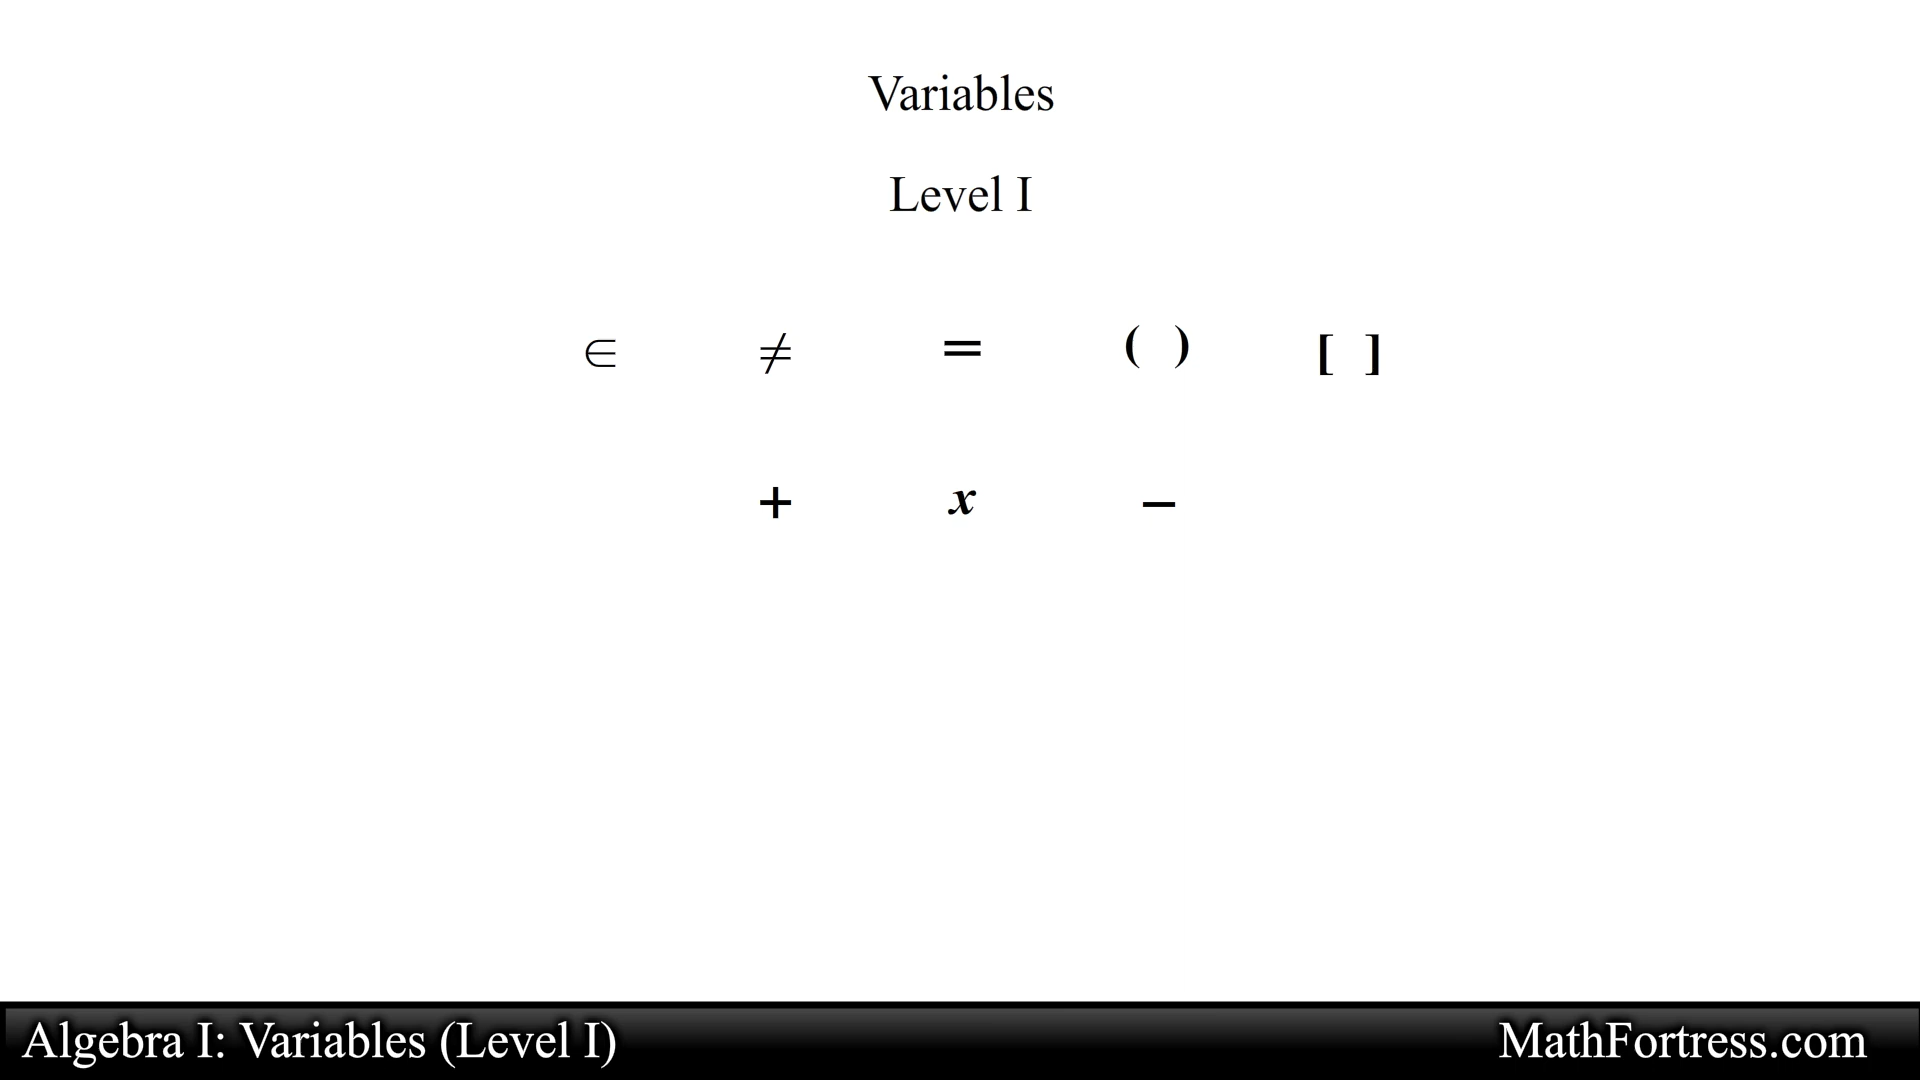 Variables
Level I
∈ ≠ = ( ) [ ]
+ x −
Algebra I: Variables (Level I) MathFortress.com